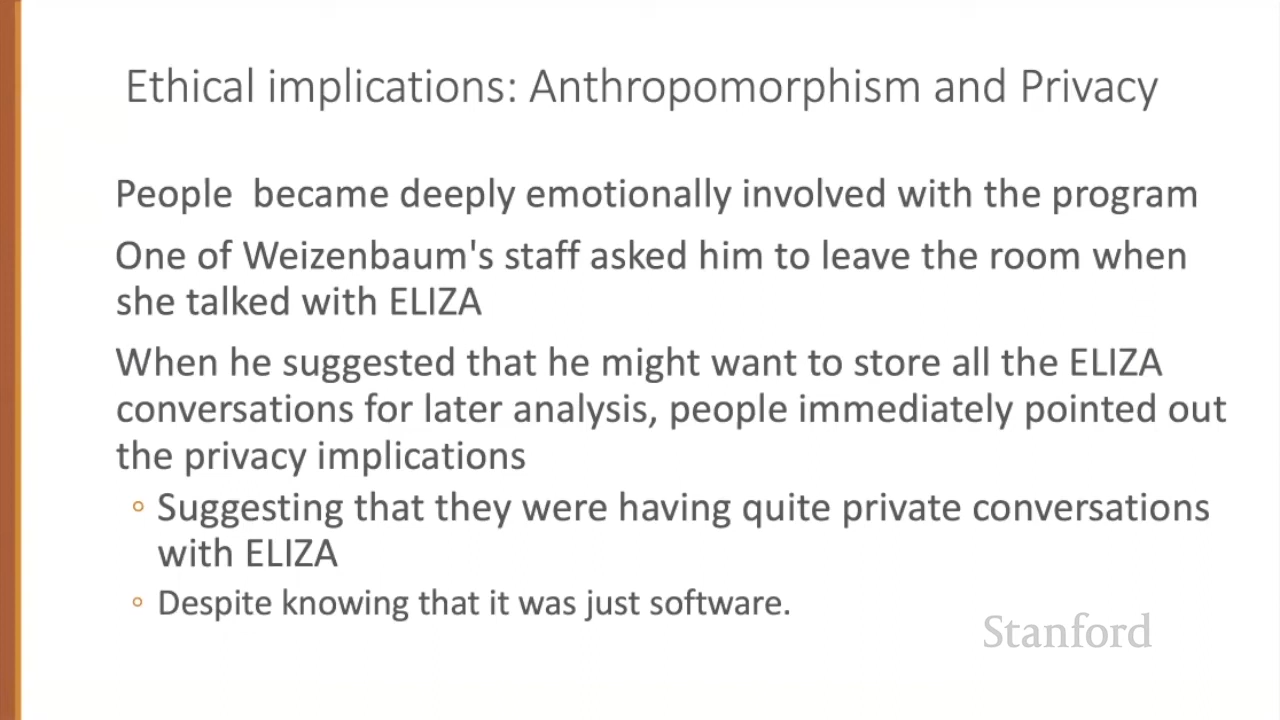 Ethical implications: Anthropomorphism and Privacy
People became deeply emotionally involved with the program
One of Weizenbaum's staff asked him to leave the room when
she talked with ELIZA
When he suggested that he might want to store all the ELIZA
conversations for later analysis, people immediately pointed out
the privacy implications
◦ Suggesting that they were having quite private conversations
with ELIZA
◦ Despite knowing that it was just software.
Stanford